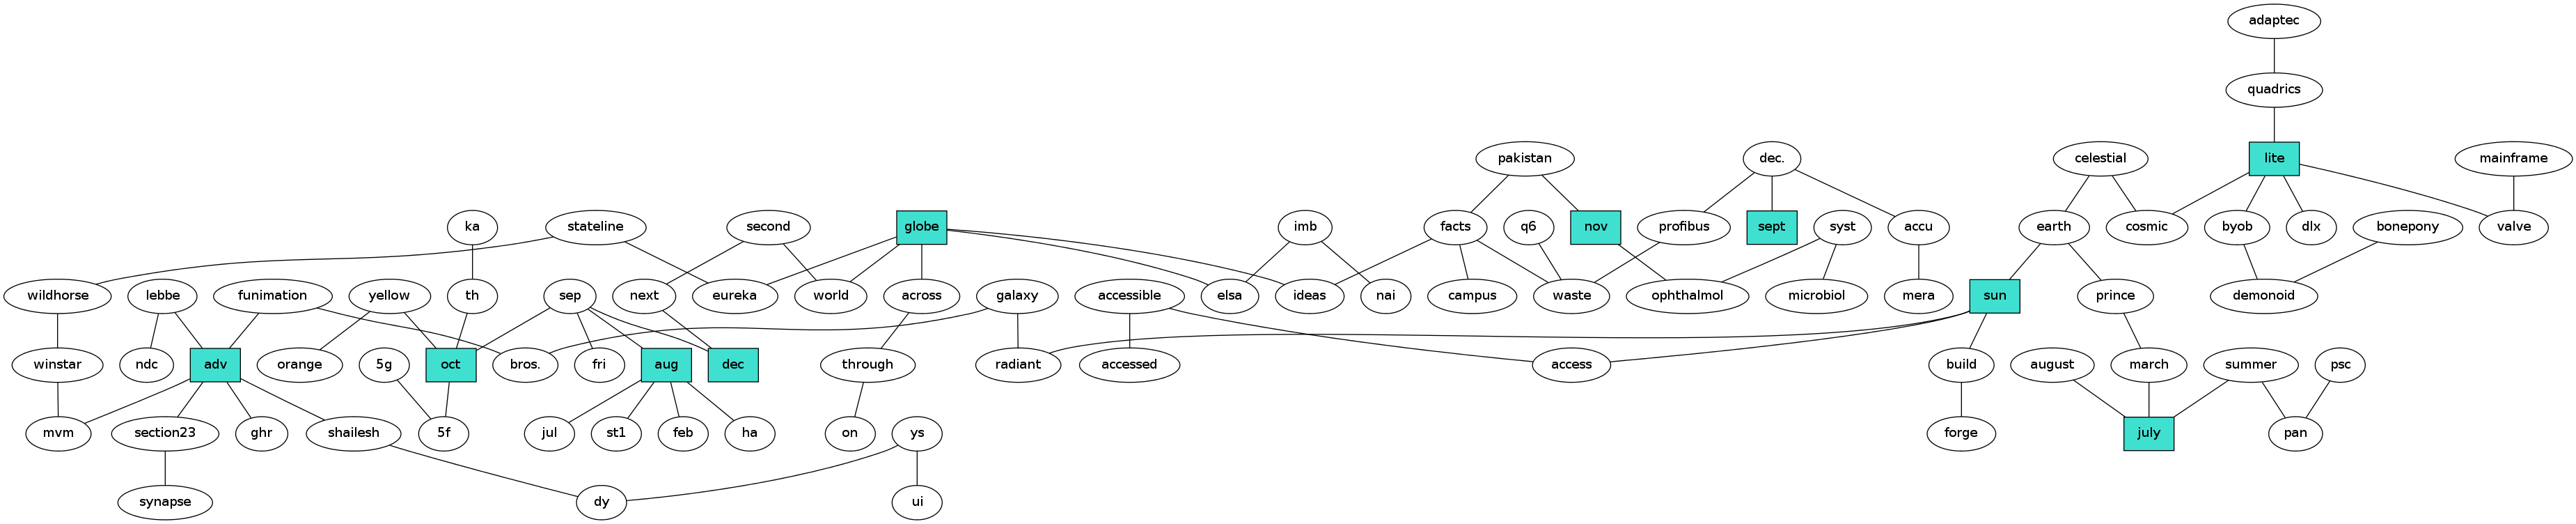 adaptec
quadrics
pakistan
dec.
celestial
lite
mainframe
ka
stateline
second
globe
imb
facts
q6
nov
profibus
sept
syst
accu
earth
cosmic
byob
dlx
bonepony
valve
wildhorse
lebbe
funimation
yellow
th
sep
next
eureka
world
across
galaxy
accessible
elsa
ideas
nai
campus
waste
ophthalmol
microbiol
mera
sun
prince
demonoid
winstar
ndc
adv
orange
5g
oct
bros.
fri
aug
dec
through
radiant
accessed
access
build
august
march
summer
psc
mvm
section23
ghr
shailesh
5f
jul
st1
feb
ha
on
ys
forge
july
pan
synapse
dy
ui